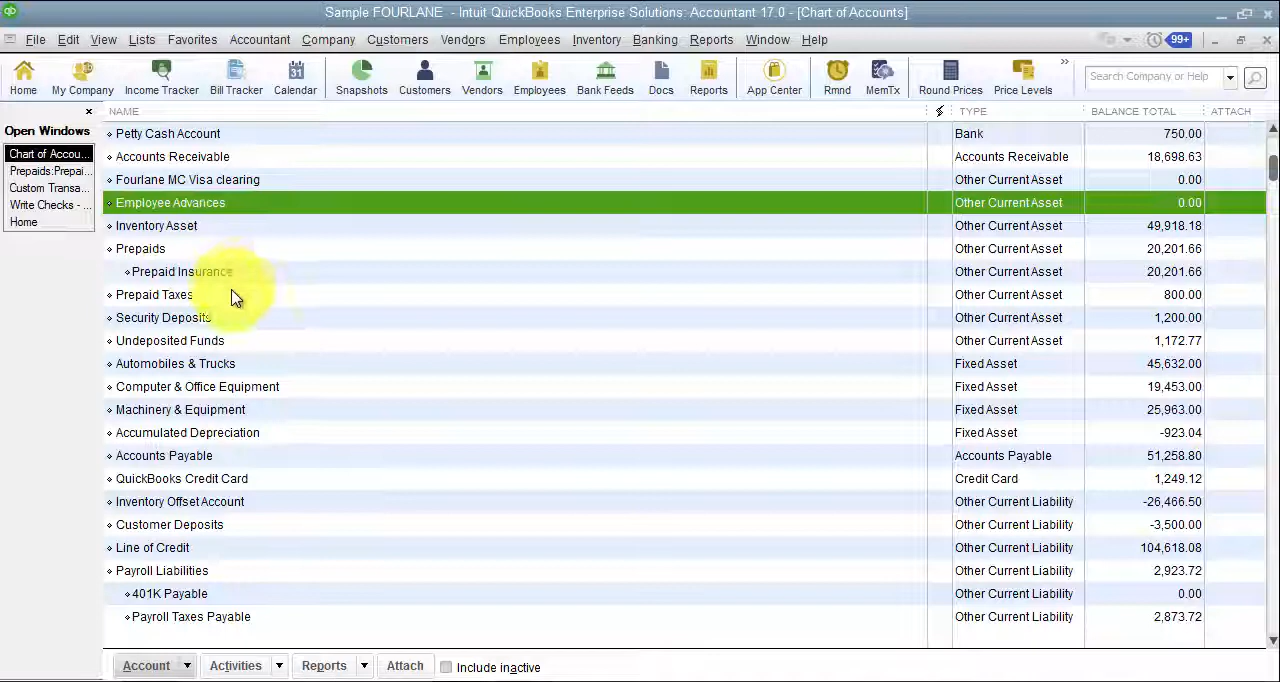 Sample FOURLANE - Intuit QuickBooks Enterprise Solutions: Accountant 17.0 - [Chart of Accounts]
File Edit View Lists Favorites Accountant Company Customers Vendors Employees Inventory Banking Reports Window Help 99+
Home My Company Income Tracker Bill Tracker Calendar Snapshots Customers Vendors Employees Bank Feeds Docs Reports App Center Rmnd MemTx Round Prices Price Levels Search Company or Help
Open Windows
Chart of Accou...
Prepaids:Prepai...
Custom Transa...
Write Checks - ...
Home
NAME TYPE BALANCE TOTAL ATTACH
Petty Cash Account Bank 750.00
Accounts Receivable Accounts Receivable 18,698.63
Fourlane MC Visa clearing Other Current Asset 0.00
Employee Advances Other Current Asset 0.00
Inventory Asset Other Current Asset 49,918.18
Prepaids Other Current Asset 20,201.66
Prepaid Insurance Other Current Asset 20,201.66
Prepaid Taxes Other Current Asset 800.00
Security Deposits Other Current Asset 1,200.00
Undeposited Funds Other Current Asset 1,172.77
Automobiles & Trucks Fixed Asset 45,632.00
Computer & Office Equipment Fixed Asset 19,453.00
Machinery & Equipment Fixed Asset 25,963.00
Accumulated Depreciation Fixed Asset -923.04
Accounts Payable Accounts Payable 51,258.80
QuickBooks Credit Card Credit Card 1,249.12
Inventory Offset Account Other Current Liability -26,466.50
Customer Deposits Other Current Liability -3,500.00
Line of Credit Other Current Liability 104,618.08
Payroll Liabilities Other Current Liability 2,923.72
401K Payable Other Current Liability 0.00
Payroll Taxes Payable Other Current Liability 2,873.72
Account Activities Reports Attach Include inactive